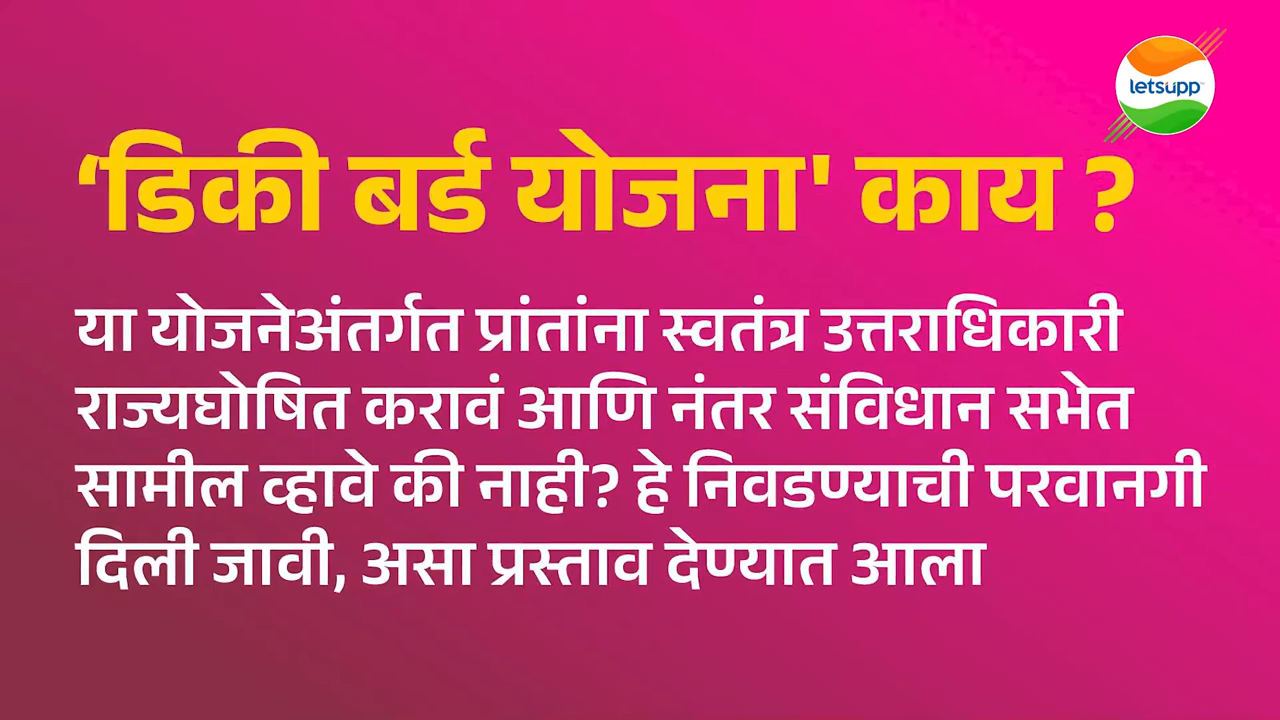 letsupp
‘डिकी बर्ड योजना' काय ?
या योजनेअंतर्गत प्रांतांना स्वतंत्र उत्तराधिकारी
राज्यघोषित करावं आणि नंतर संविधान सभेत
सामील व्हावे की नाही? हे निवडण्याची परवानगी
दिली जावी, असा प्रस्ताव देण्यात आला